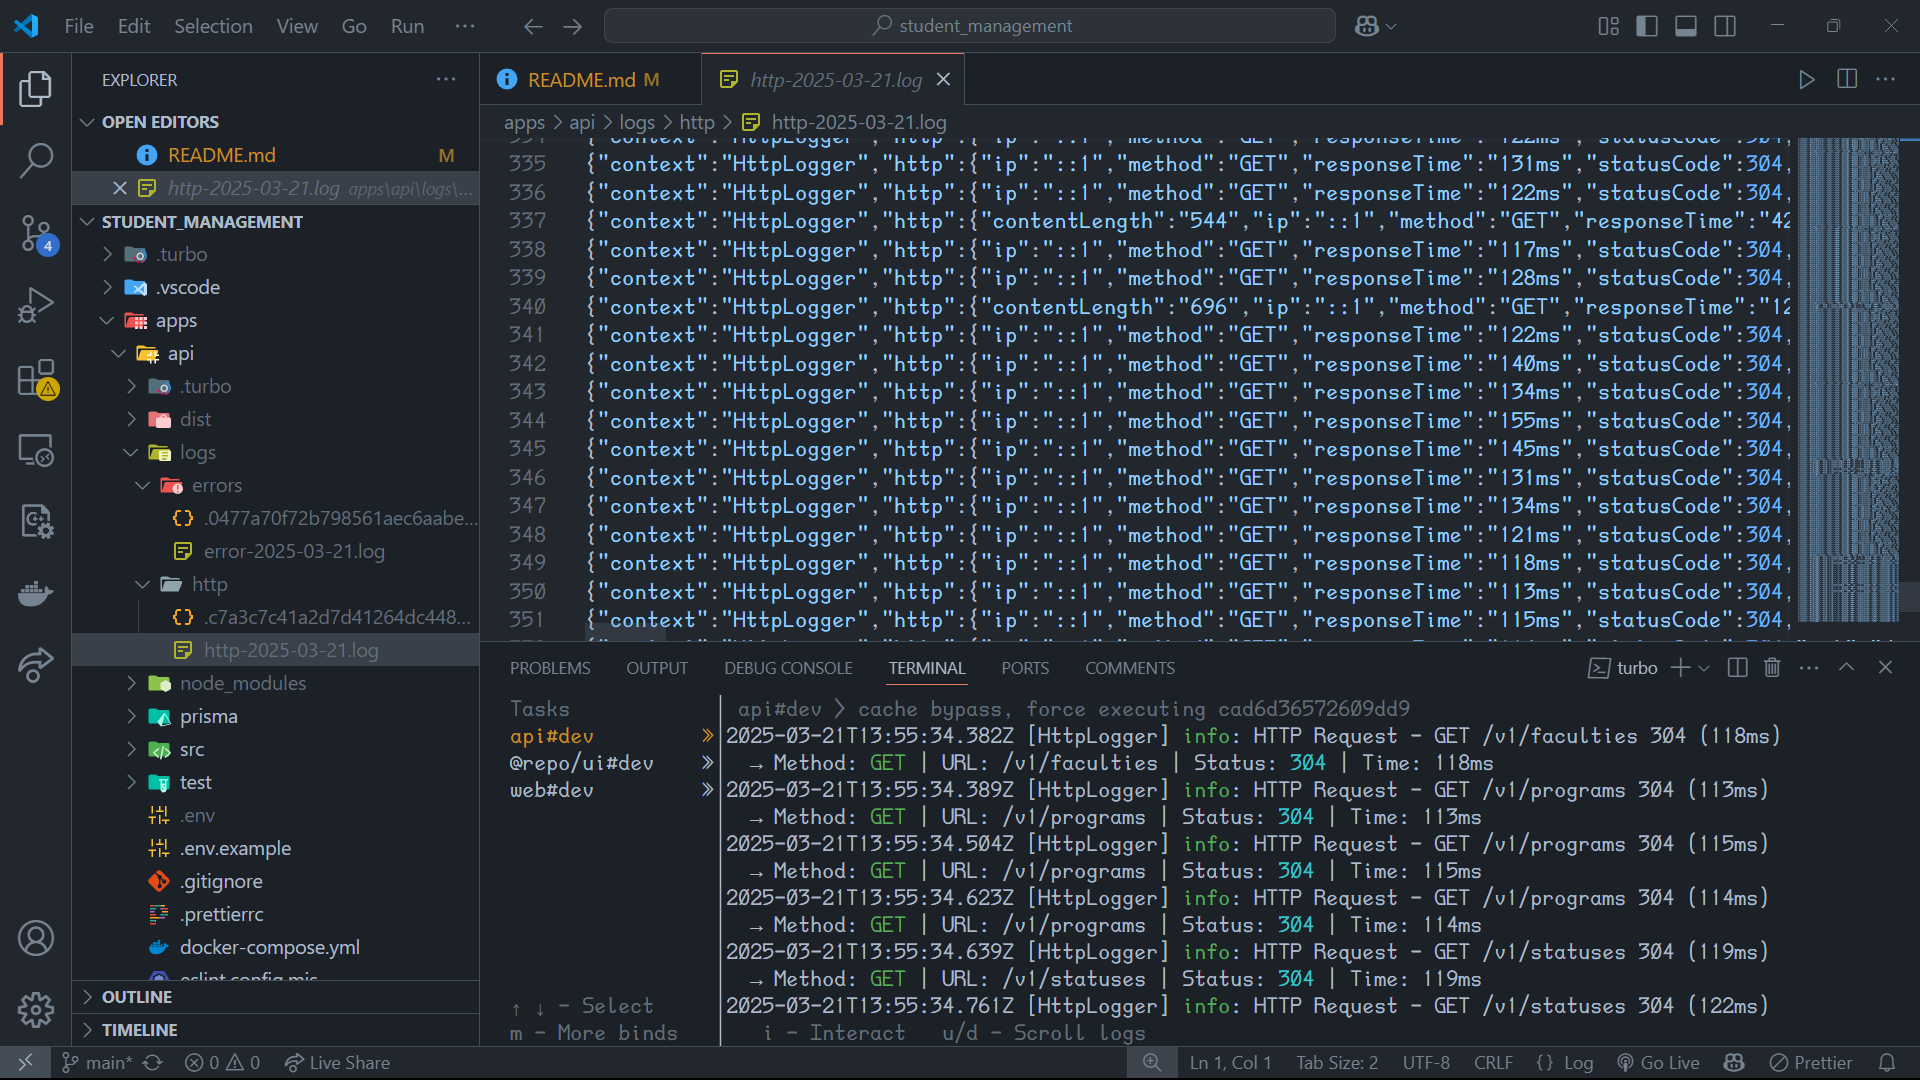 File Edit Selection View Go Run ··· student_management
EXPLORER ···
OPEN EDITORS
README.md M
http-2025-03-21.log apps\api\logs\...
STUDENT_MANAGEMENT
.turbo
.vscode
apps
api
.turbo
dist
logs
errors
.0477a70f72b798561aec6aabe...
error-2025-03-21.log
http
.c7a3c7c41a2d7d41264dc448...
http-2025-03-21.log
node_modules
prisma
src
test
.env
.env.example
.gitignore
.prettierrc
docker-compose.yml
eslint.config.mjs
OUTLINE
TIMELINE
4
README.md M http-2025-03-21.log
apps > api > logs > http > http-2025-03-21.log
334 {"context":"HttpLogger","http":{"ip":"::1","method":"GET","responseTime":"122ms","statusCode":304,
335 {"context":"HttpLogger","http":{"ip":"::1","method":"GET","responseTime":"131ms","statusCode":304,
336 {"context":"HttpLogger","http":{"ip":"::1","method":"GET","responseTime":"122ms","statusCode":304,
337 {"context":"HttpLogger","http":{"contentLength":"544","ip":"::1","method":"GET","responseTime":"42
338 {"context":"HttpLogger","http":{"ip":"::1","method":"GET","responseTime":"117ms","statusCode":304,
339 {"context":"HttpLogger","http":{"ip":"::1","method":"GET","responseTime":"128ms","statusCode":304,
340 {"context":"HttpLogger","http":{"contentLength":"696","ip":"::1","method":"GET","responseTime":"12
341 {"context":"HttpLogger","http":{"ip":"::1","method":"GET","responseTime":"122ms","statusCode":304,
342 {"context":"HttpLogger","http":{"ip":"::1","method":"GET","responseTime":"140ms","statusCode":304,
343 {"context":"HttpLogger","http":{"ip":"::1","method":"GET","responseTime":"134ms","statusCode":304,
344 {"context":"HttpLogger","http":{"ip":"::1","method":"GET","responseTime":"155ms","statusCode":304,
345 {"context":"HttpLogger","http":{"ip":"::1","method":"GET","responseTime":"145ms","statusCode":304,
346 {"context":"HttpLogger","http":{"ip":"::1","method":"GET","responseTime":"131ms","statusCode":304,
347 {"context":"HttpLogger","http":{"ip":"::1","method":"GET","responseTime":"134ms","statusCode":304,
348 {"context":"HttpLogger","http":{"ip":"::1","method":"GET","responseTime":"121ms","statusCode":304,
349 {"context":"HttpLogger","http":{"ip":"::1","method":"GET","responseTime":"118ms","statusCode":304,
350 {"context":"HttpLogger","http":{"ip":"::1","method":"GET","responseTime":"113ms","statusCode":304,
351 {"context":"HttpLogger","http":{"ip":"::1","method":"GET","responseTime":"115ms","statusCode":304,
PROBLEMS OUTPUT DEBUG CONSOLE TERMINAL PORTS COMMENTS turbo
Tasks
api#dev »
@repo/ui#dev »
web#dev »
↑ ↓ - Select
m - More binds
api#dev > cache bypass, force executing cad6d36572609dd9
2025-03-21T13:55:34.382Z [HttpLogger] info: HTTP Request - GET /v1/faculties 304 (118ms)
→ Method: GET | URL: /v1/faculties | Status: 304 | Time: 118ms
2025-03-21T13:55:34.389Z [HttpLogger] info: HTTP Request - GET /v1/programs 304 (113ms)
→ Method: GET | URL: /v1/programs | Status: 304 | Time: 113ms
2025-03-21T13:55:34.504Z [HttpLogger] info: HTTP Request - GET /v1/programs 304 (115ms)
→ Method: GET | URL: /v1/programs | Status: 304 | Time: 115ms
2025-03-21T13:55:34.623Z [HttpLogger] info: HTTP Request - GET /v1/programs 304 (114ms)
→ Method: GET | URL: /v1/programs | Status: 304 | Time: 114ms
2025-03-21T13:55:34.639Z [HttpLogger] info: HTTP Request - GET /v1/statuses 304 (119ms)
→ Method: GET | URL: /v1/statuses | Status: 304 | Time: 119ms
2025-03-21T13:55:34.761Z [HttpLogger] info: HTTP Request - GET /v1/statuses 304 (122ms)
i - Interact u/d - Scroll logs
main* 0 0 Live Share Ln 1, Col 1 Tab Size: 2 UTF-8 CRLF {} Log Go Live Prettier